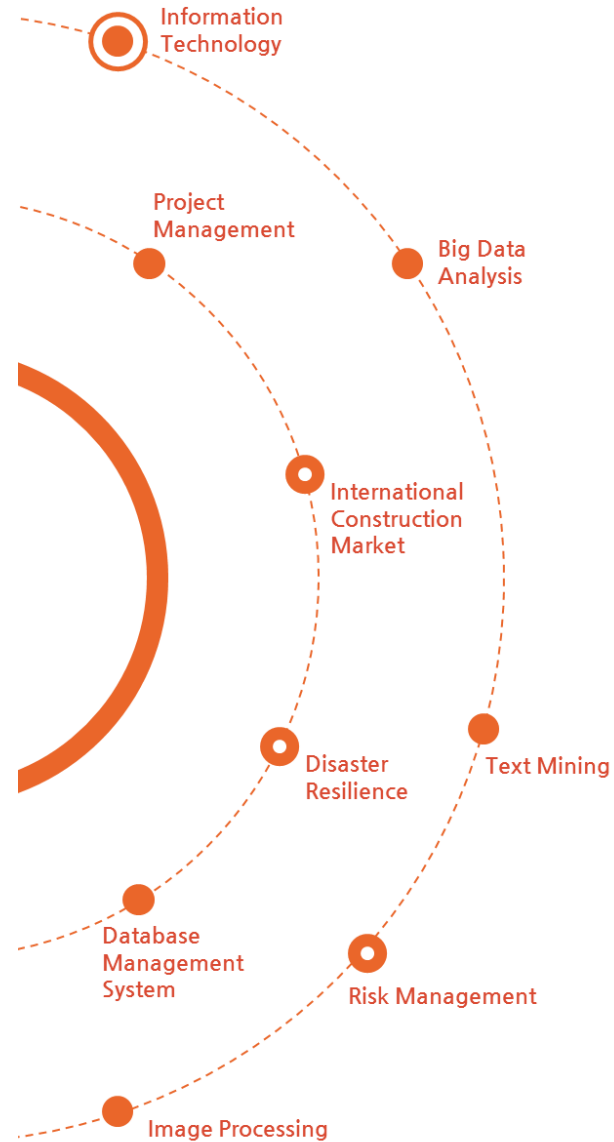 Information
Technology
Project
Management
Big Data
Analysis
International
Construction
Market
Disaster
Resilience
Text Mining
Database
Management
System
Risk Management
Image Processing